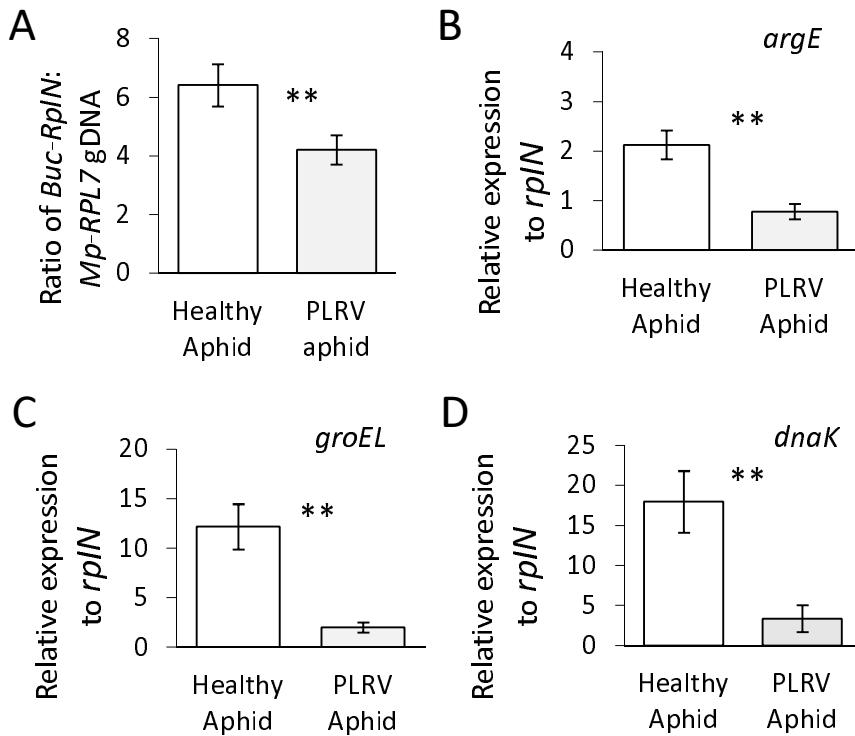 A
Ratio of Buc-RplN:
Mp-RPL7 gDNA
8
6
4
2
0
**
Healthy
Aphid
PLRV
aphid
B
argE
Relative expression
to rplN
4
3
2
1
0
**
Healthy
Aphid
PLRV
Aphid
C
groEL
Relative expression
to rplN
20
15
10
5
0
**
Healthy
Aphid
PLRV
Aphid
D
dnaK
Relative expression
to rplN
25
20
15
10
5
0
**
Healthy
Aphid
PLRV
Aphid